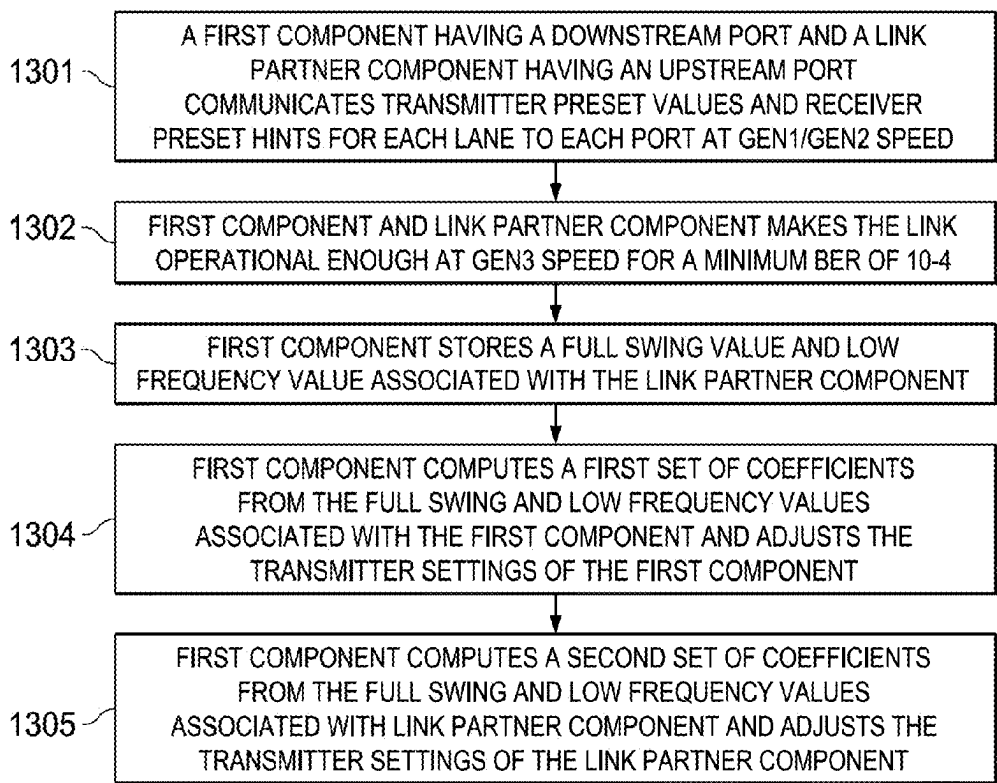 1301
A FIRST COMPONENT HAVING A DOWNSTREAM PORT AND A LINK
PARTNER COMPONENT HAVING AN UPSTREAM PORT
COMMUNICATES TRANSMITTER PRESET VALUES AND RECEIVER
PRESET HINTS FOR EACH LANE TO EACH PORT AT GEN1/GEN2 SPEED
1302
FIRST COMPONENT AND LINK PARTNER COMPONENT MAKES THE LINK
OPERATIONAL ENOUGH AT GEN3 SPEED FOR A MINIMUM BER OF 10-4
1303
FIRST COMPONENT STORES A FULL SWING VALUE AND LOW
FREQUENCY VALUE ASSOCIATED WITH THE LINK PARTNER COMPONENT
1304
FIRST COMPONENT COMPUTES A FIRST SET OF COEFFICIENTS
FROM THE FULL SWING AND LOW FREQUENCY VALUES
ASSOCIATED WITH THE FIRST COMPONENT AND ADJUSTS THE
TRANSMITTER SETTINGS OF THE FIRST COMPONENT
1305
FIRST COMPONENT COMPUTES A SECOND SET OF COEFFICIENTS
FROM THE FULL SWING AND LOW FREQUENCY VALUES
ASSOCIATED WITH LINK PARTNER COMPONENT AND ADJUSTS THE
TRANSMITTER SETTINGS OF THE LINK PARTNER COMPONENT